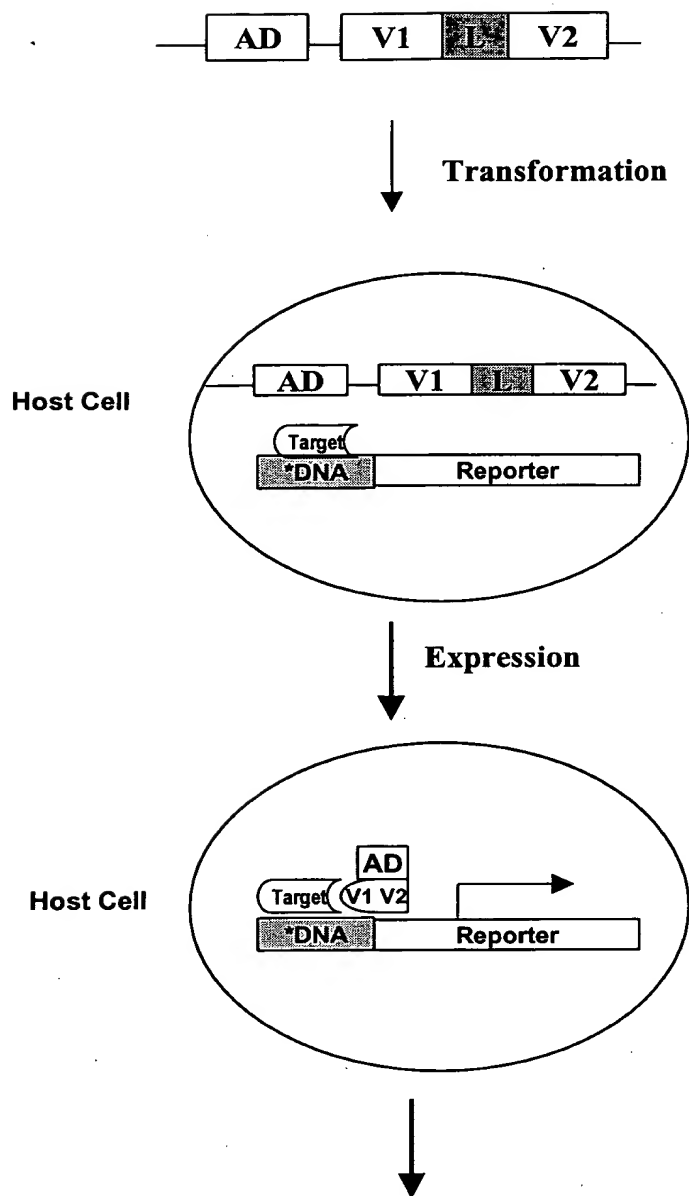 AD V1 L V2
Transformation
AD V1 L V2
Host Cell
Target
*DNA Reporter
Expression
AD
Host Cell
Target V1 V2
*DNA Reporter